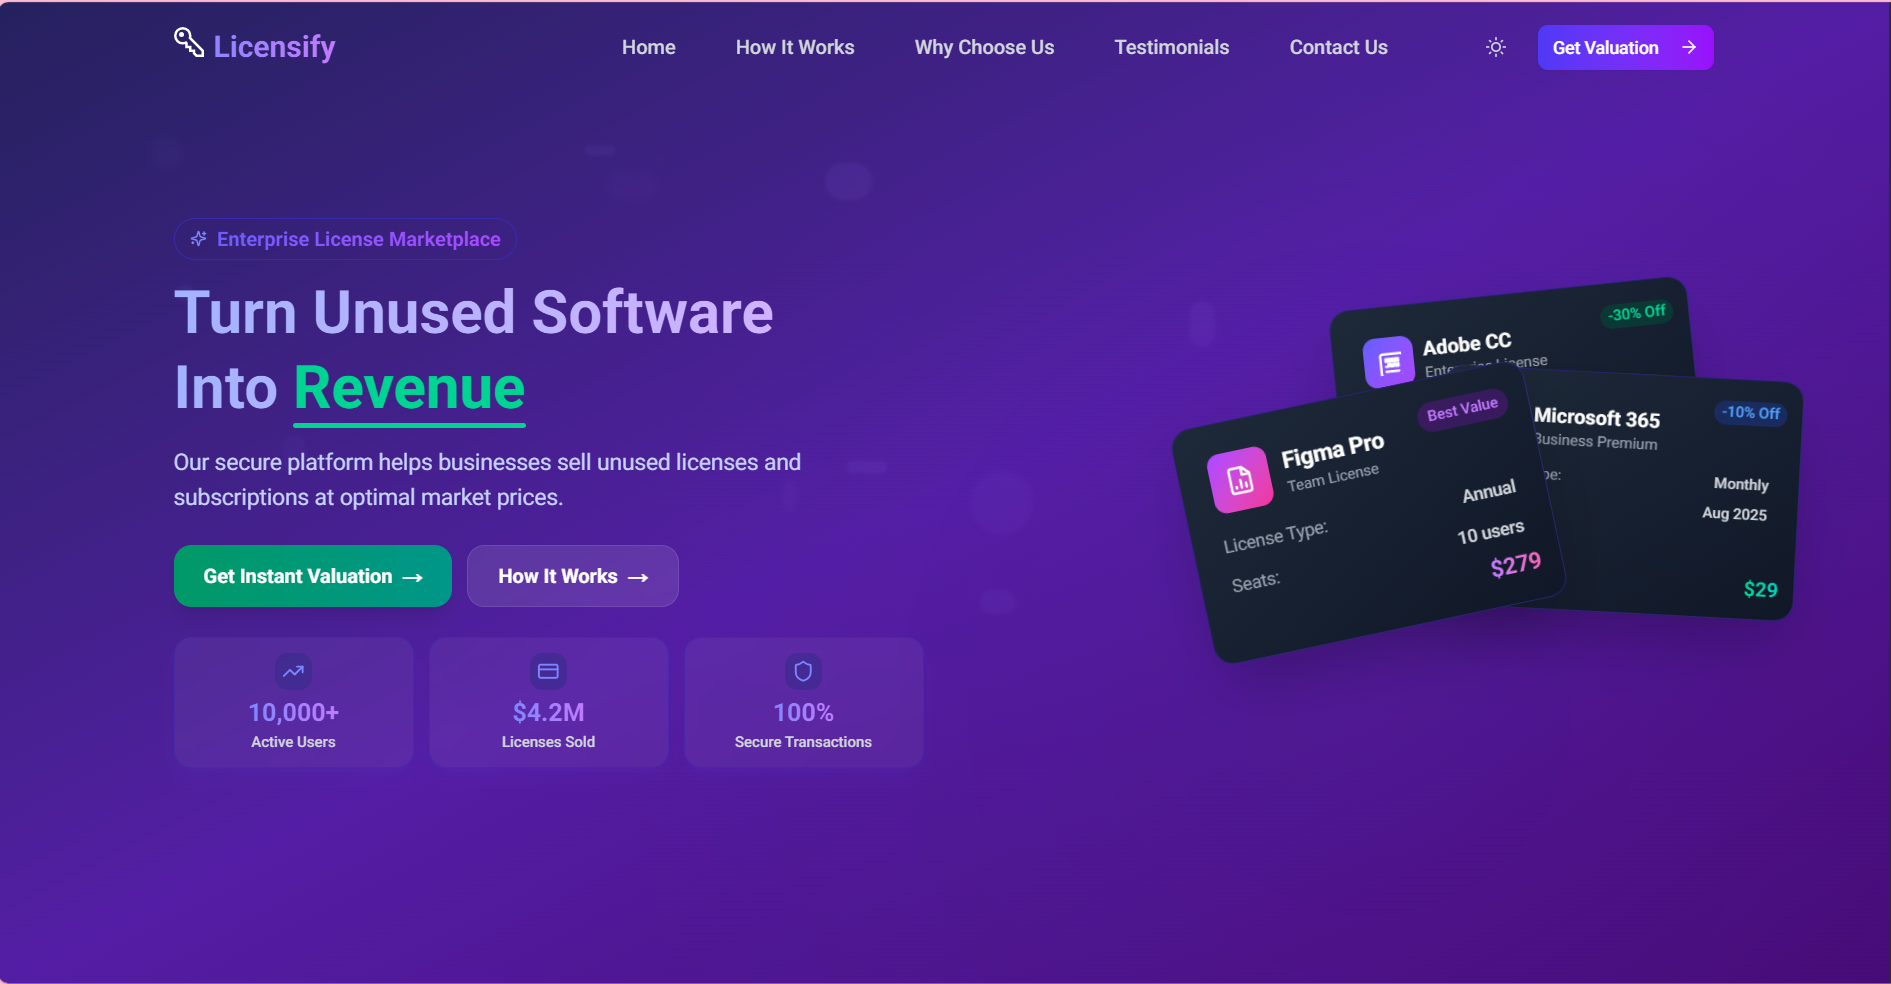 Licensify
Home
How It Works
Why Choose Us
Testimonials
Contact Us
Get Valuation
Enterprise License Marketplace
Turn Unused Software
Into Revenue
Our secure platform helps businesses sell unused licenses and
subscriptions at optimal market prices.
Get Instant Valuation →
How It Works →
10,000+
Active Users
$4.2M
Licenses Sold
100%
Secure Transactions
-30% Off
Adobe CC
License
Best Value
Figma Pro
Team License
Annual
License Type:
10 users
Seats:
$279
-10% Off
Microsoft 365
Business Premium
Monthly
Aug 2025
$29